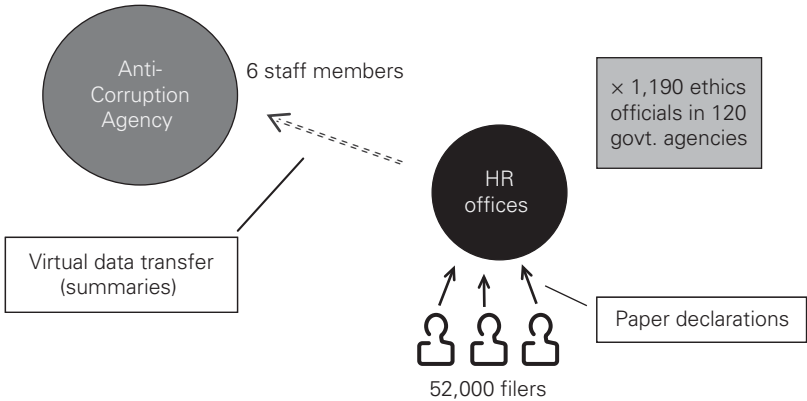 Anti-
Corruption
Agency
6 staff members
× 1,190 ethics
officials in 120
govt. agencies
HR
offices
Virtual data transfer
(summaries)
Paper declarations
52,000 filers